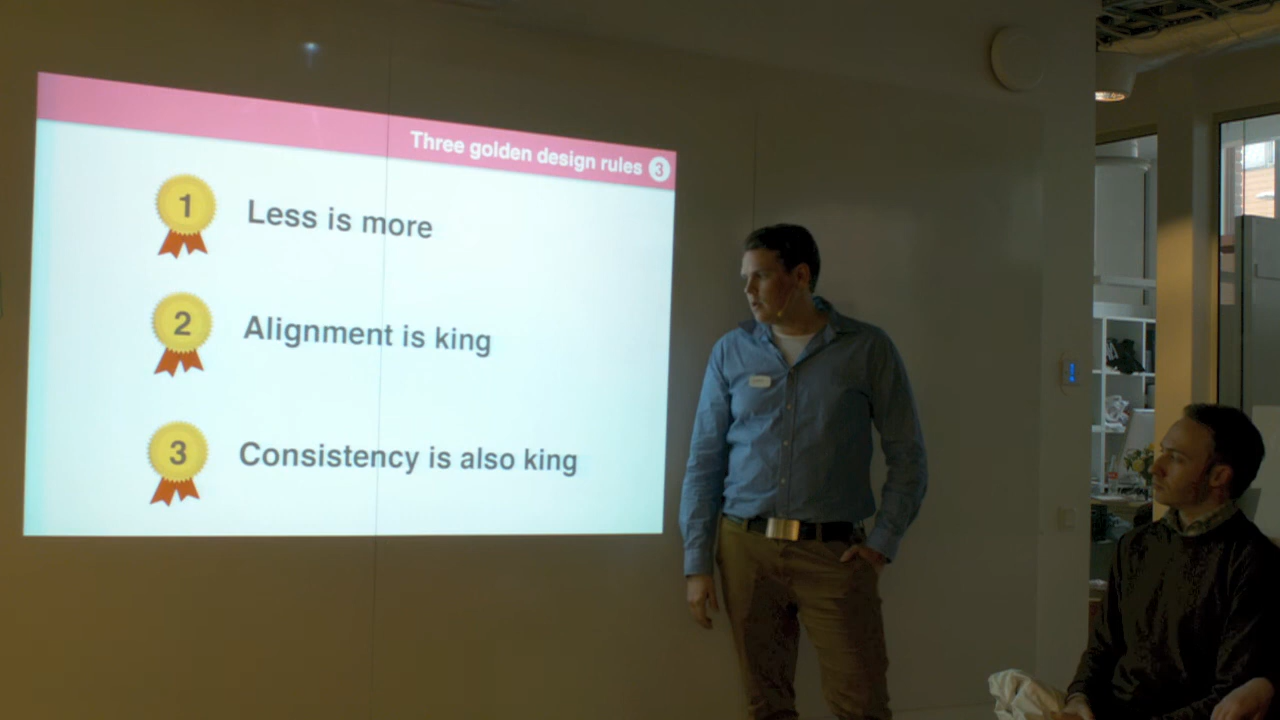 Three golden design rules 3
1 Less is more
2 Alignment is king
3 Consistency is also king